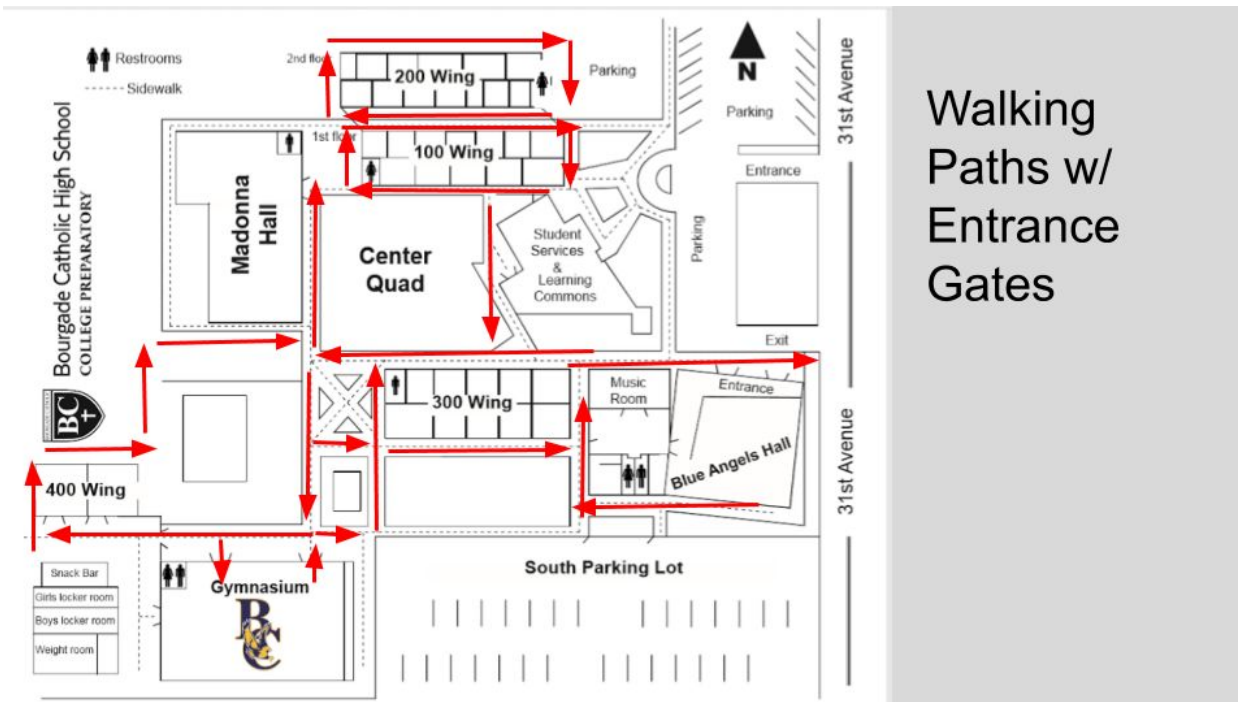 Restrooms
Sidewalk
2nd floor
200 Wing
Parking
N
Parking
31st Avenue
Walking
Paths w/
Entrance
Gates
Bourgade Catholic High School
COLLEGE PREPARATORY
BC
1st floor
100 Wing
Entrance
Madonna
Hall
Center
Quad
Student
Services
&
Learning
Commons
Parking
Exit
Music
Room
Entrance
300 Wing
Blue Angels Hall
31st Avenue
400 Wing
Snack Bar
Girls locker room
Boys locker room
Weight room
Gymnasium
BC
South Parking Lot